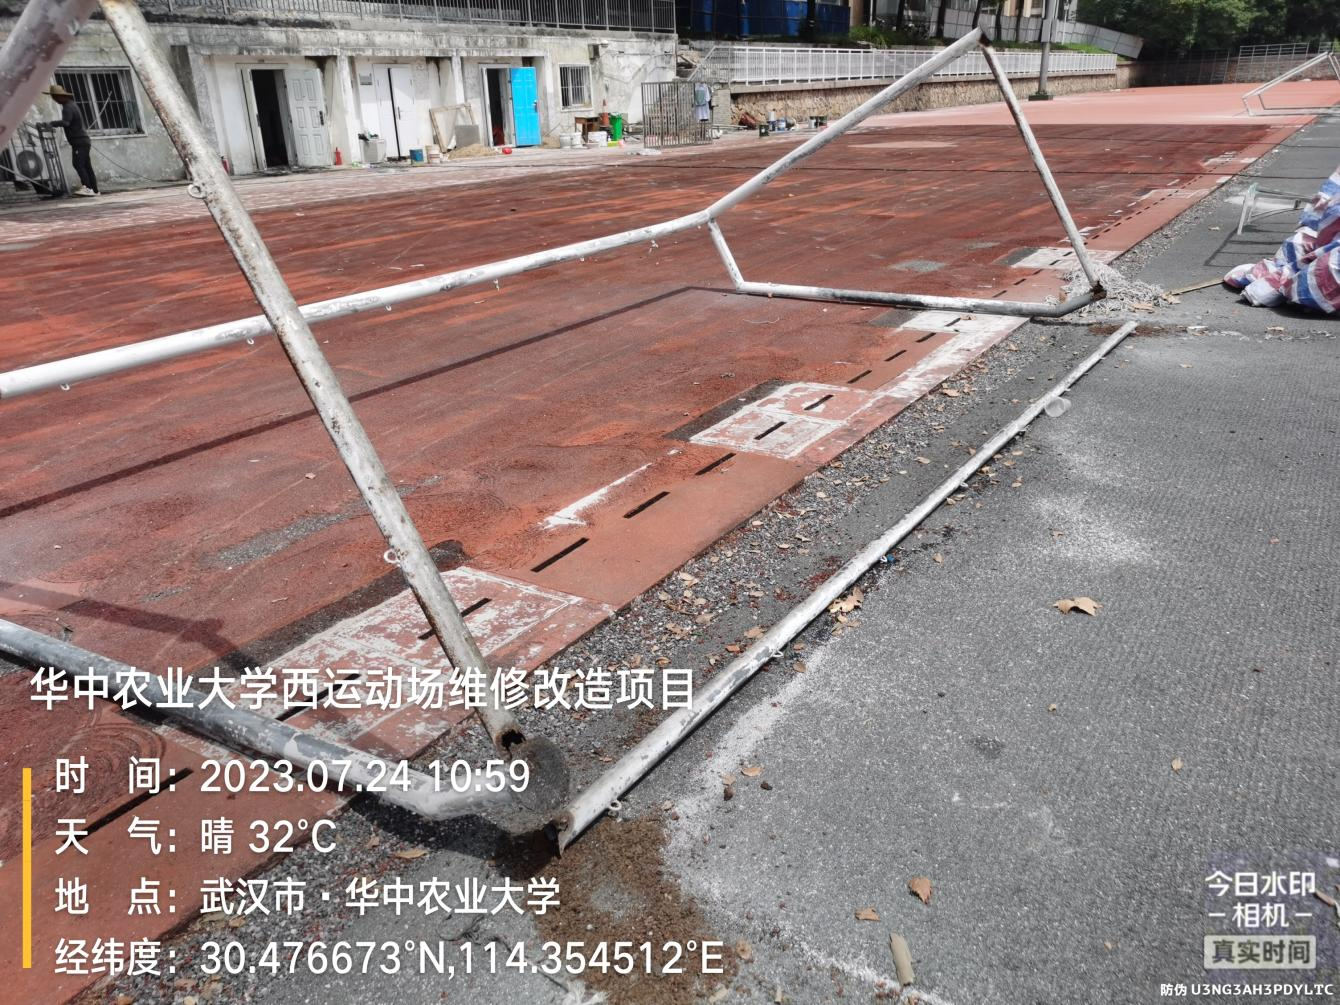 华中农业大学西运动场维修改造项目
时 间：2023.07.24 10:59
天 气：晴 32°C
地 点：武汉市·华中农业大学
经纬度：30.476673°N,114.354512°E
今日水印
-相机-
真实时间
防伪 U3NG3AH3PDYLTC